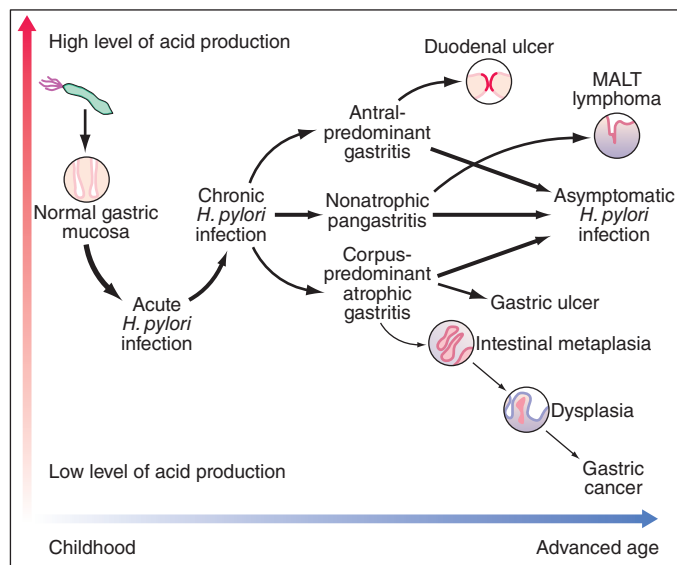 High level of acid production
Duodenal ulcer
MALT
lymphoma
Antral-
predominant
gastritis
Normal gastric
mucosa
Chronic
H. pylori
infection
Nonatrophic
pangastritis
Asymptomatic
H. pylori
infection
Acute
H. pylori
infection
Corpus-
predominant
atrophic
gastritis
Gastric ulcer
Intestinal metaplasia
Dysplasia
Gastric
cancer
Low level of acid production
Childhood
Advanced age